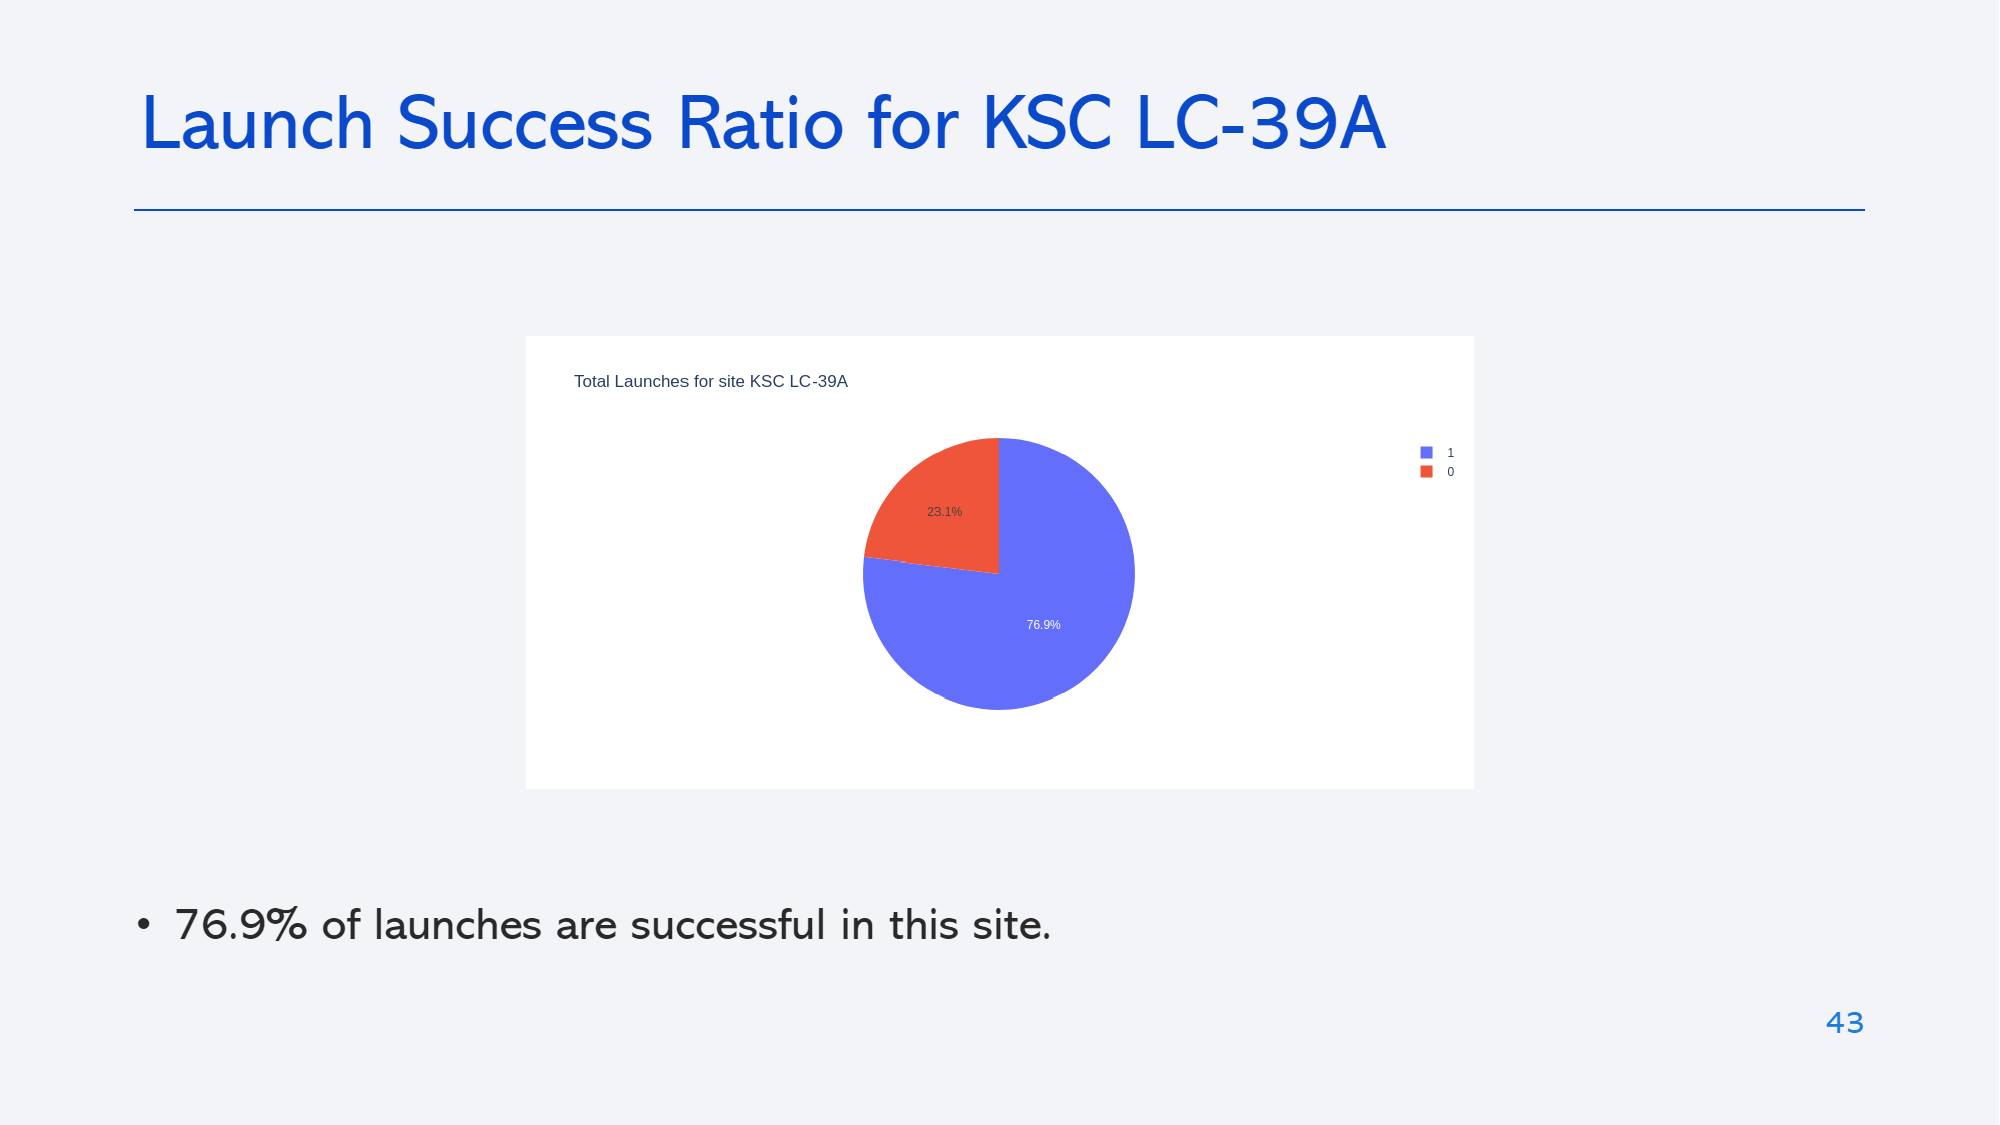 Launch Success Ratio for KSC LC-39A
Total Launches for site KSC LC-39A
1
0
23.1%
76.9%
• 76.9% of launches are successful in this site.
43